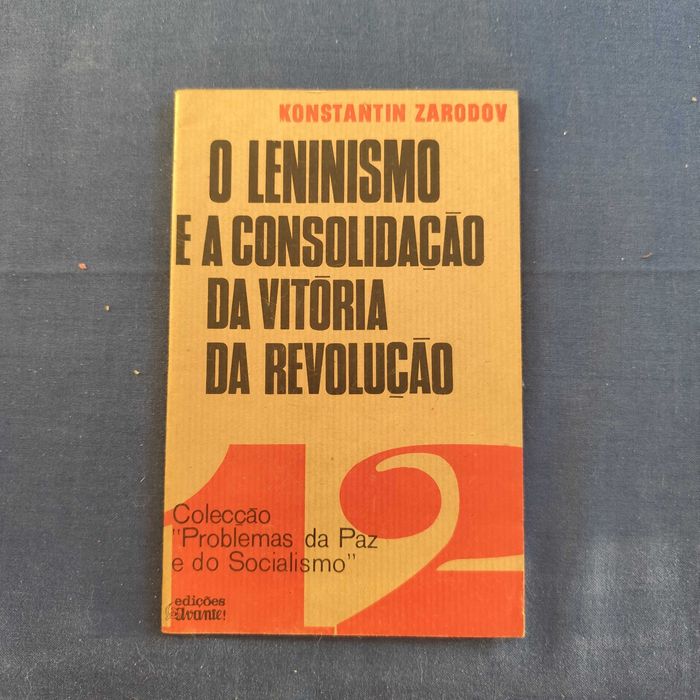 KONSTANTIN ZARODOV
O LENINISMO
E A CONSOLIDAÇÃO
DA VITÓRIA
DA REVOLUÇÃO
12
Colecção
"Problemas da Paz
e do Socialismo"
edições
Avante!